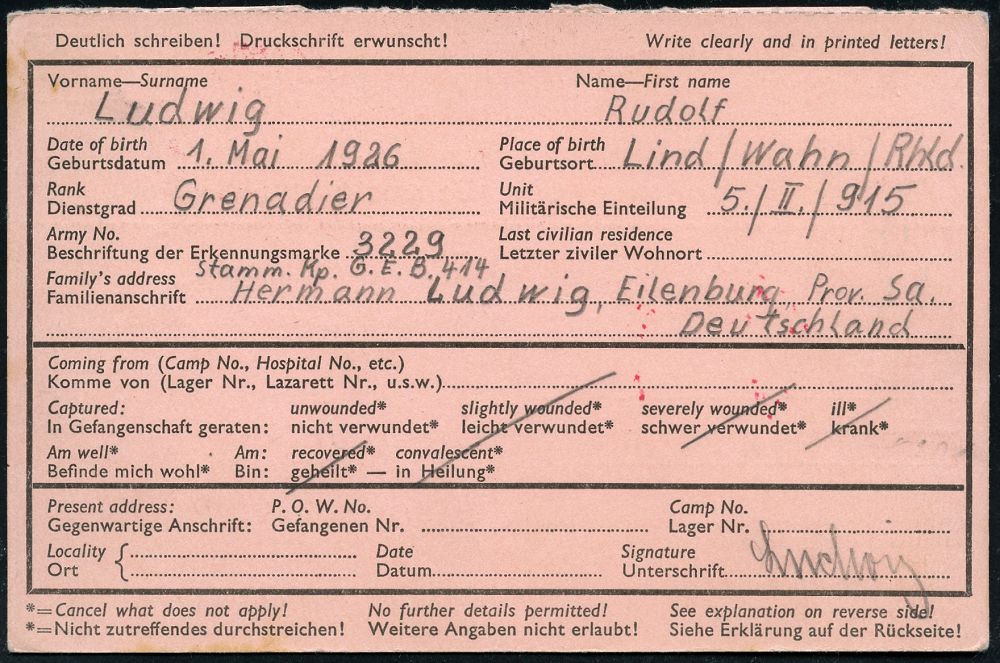 Deutlich schreiben! Druckschrift erwunscht! Write clearly and in printed letters!
Vorname—Surname Name—First name
Ludwig Rudolf
Date of birth Place of birth
Geburtsdatum 1. Mai 1926 Geburtsort Lind/Wahn/Rhld.
Rank Unit
Dienstgrad Grenadier Militärische Einteilung 5./II./915
Army No. Last civilian residence
Beschriftung der Erkennungsmarke 3229 Letzter ziviler Wohnort
Stamm. Kp. G. E. B. 414
Family's address
Familienanschrift Hermann Ludwig, Eilenburg, Prov. Sa.
Deutschland
Coming from (Camp No., Hospital No., etc.)
Komme von (Lager Nr., Lazarett Nr., u.s.w.)
Captured: unwounded* slightly wounded* severely wounded* ill*
In Gefangenschaft geraten: nicht verwundet* leicht verwundet* schwer verwundet* krank*
Am well* Am: recovered* convalescent*
Befinde mich wohl* Bin: geheilt* — in Heilung*
Present address: P. O. W. No. Camp No.
Gegenwartige Anschrift: Gefangenen Nr. Lager Nr.
Locality Date Signature
Ort Datum Unterschrift Ludwig
*=Cancel what does not apply! No further details permitted! See explanation on reverse side!
*=Nicht zutreffendes durchstreichen! Weitere Angaben nicht erlaubt! Siehe Erklärung auf der Rückseite!